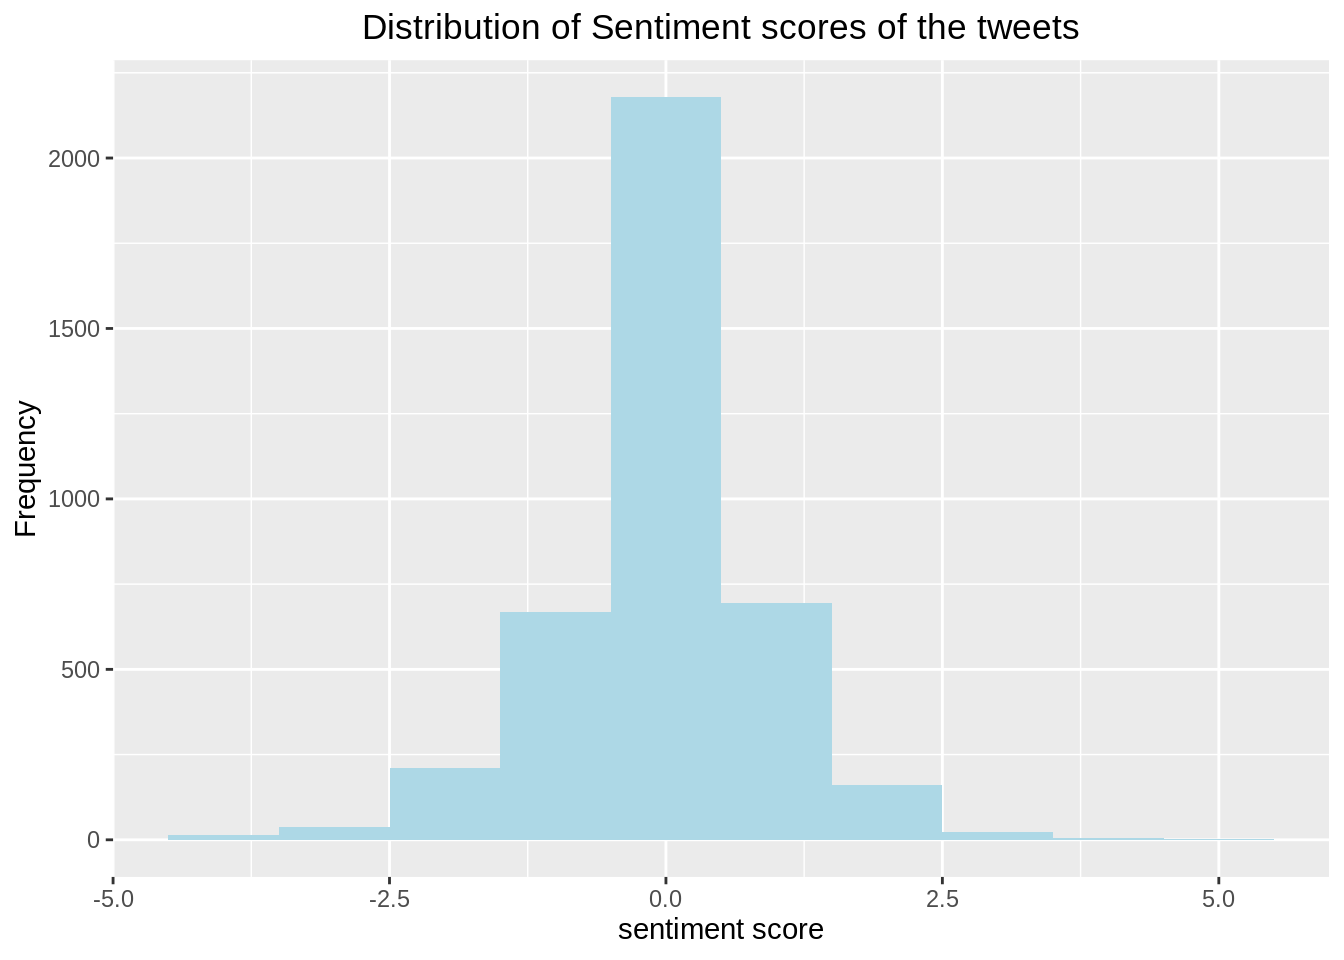 Distribution of Sentiment scores of the tweets
Frequency
2000
1500
1000
500
0
-5.0 -2.5 0.0 2.5 5.0
sentiment score